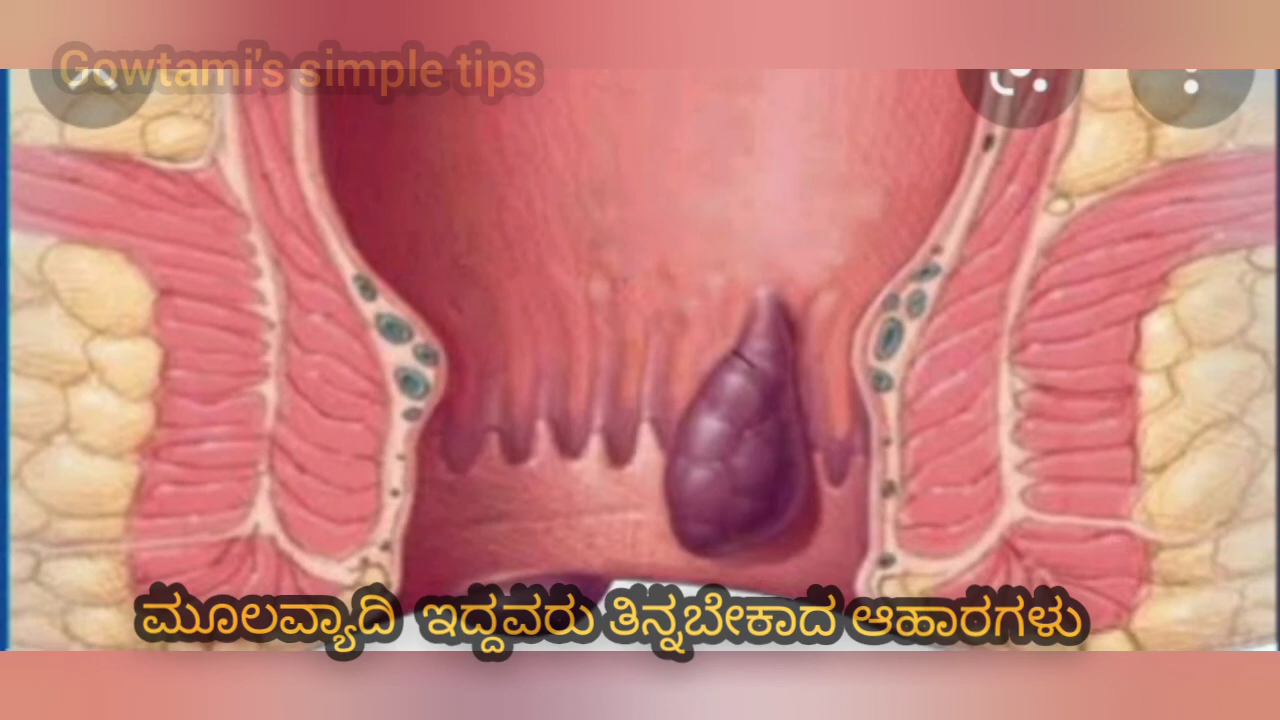 Gowtami's simple tips
ಮೂಲವ್ಯಾದಿ ಇದ್ದವರು ತಿನ್ನಬೇಕಾದ ಆಹಾರಗಳು